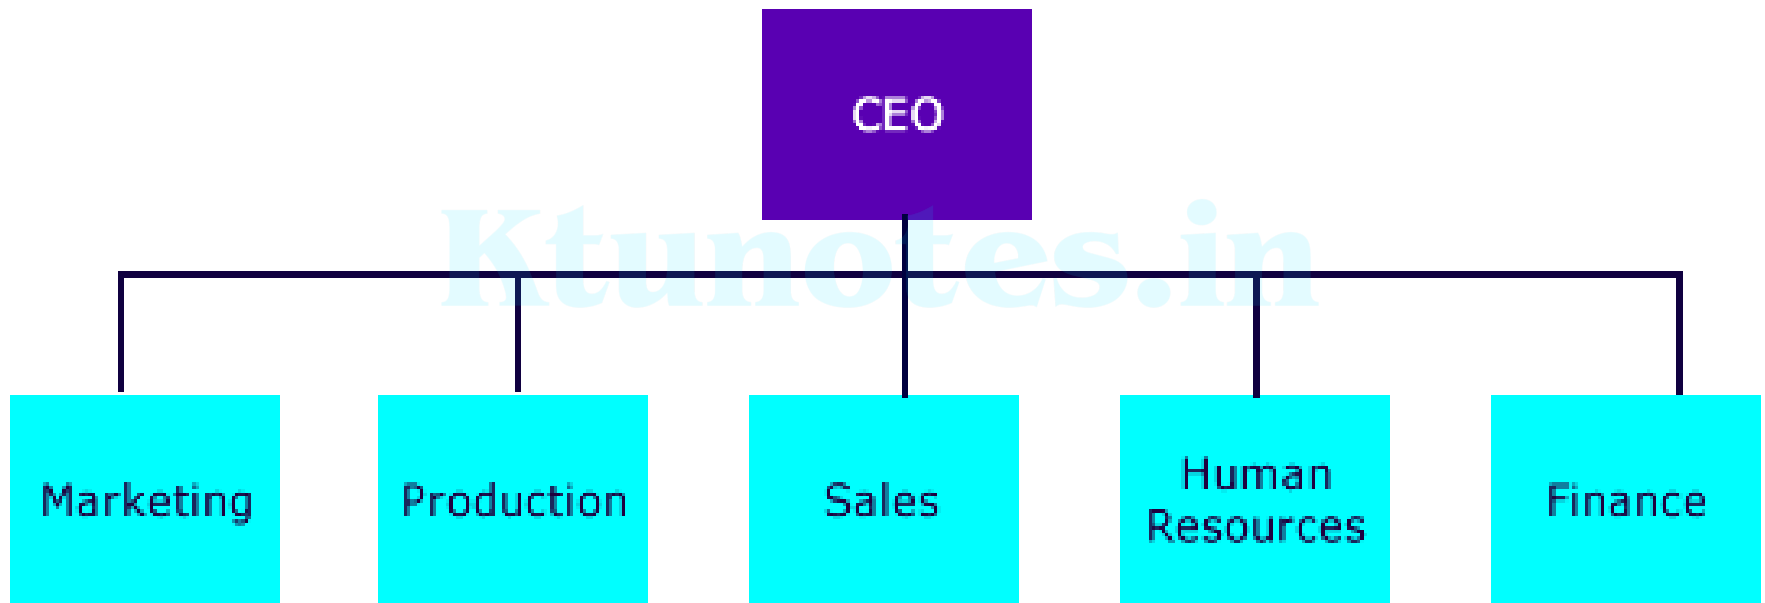 CEO
Ktunotes.in
Marketing
Production
Sales
Human
Resources
Finance